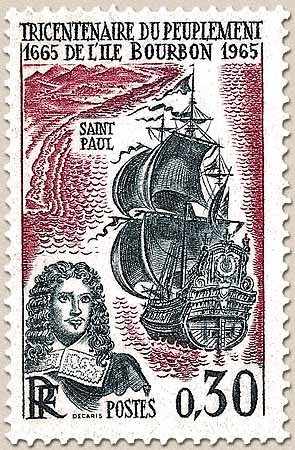 TRICENTENAIRE DU PEUPLEMENT
1665 DE L'ILE BOURBON 1965
SAINT
PAUL
RF POSTES 0,30
DECARIS